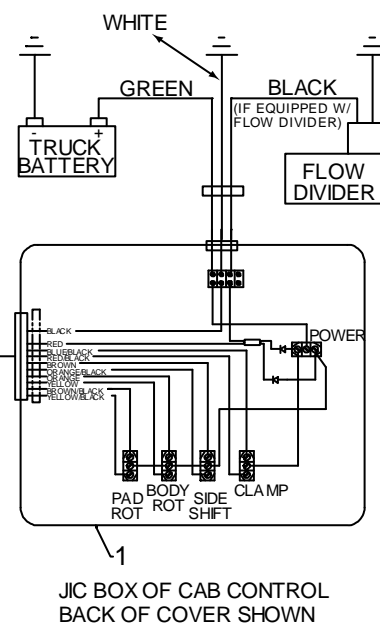 WHITE
GREEN
BLACK
(IF EQUIPPED W/
FLOW DIVIDER)
- +
TRUCK
BATTERY
FLOW
DIVIDER
POWER
BLACK
RED
BLUE/BLACK
RED/BLACK
BROWN
ORANGE/BLACK
ORANGE
YELLOW
BROWN/BLACK
YELLOW/BLACK
PAD
ROT
BODY
ROT
SIDE
SHIFT
CLAMP
1
JIC BOX OF CAB CONTROL
BACK OF COVER SHOWN